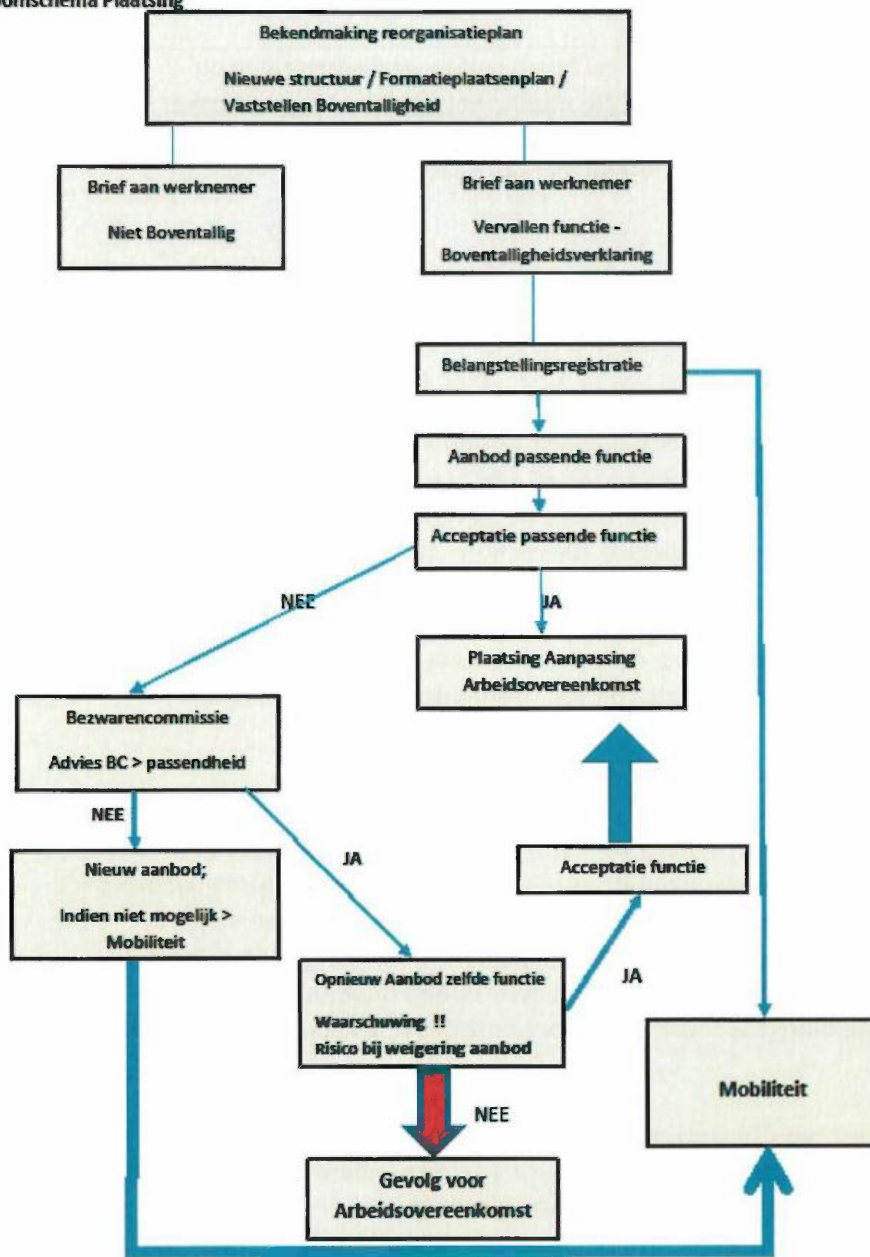 Plaatsing
Bekendmaking reorganisatieplan
Nieuwe structuur / Formatieplaatsenplan /
Vaststellen Boventalligheid
Brief aan werknemer
Niet Boventallig
Brief aan werknemer
Vervallen functie -
Boventalligheidsverklaring
Belangstellingsregistratie
Aanbod passende functie
Acceptatie passende functie
NEE
JA
Plaatsing Aanpassing
Arbeidsovereenkomst
Bezwarencommissie
Advies BC > passendheid
NEE
JA
Nieuw aanbod;
Indien niet mogelijk >
Mobiliteit
Acceptatie functie
JA
Opnieuw Aanbod zelfde functie
Waarschuwing !!
Risico bij weigering aanbod
Mobiliteit
NEE
Gevolg voor
Arbeidsovereenkomst